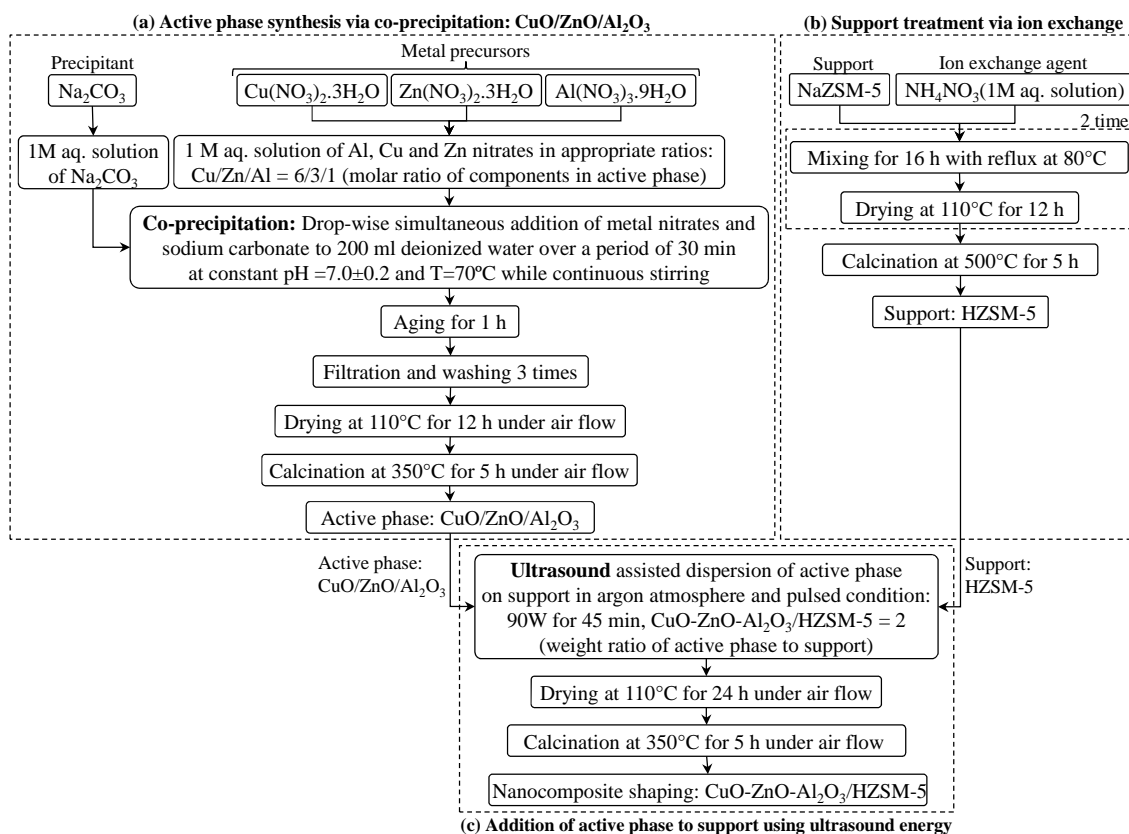 (a) Active phase synthesis via co-precipitation: CuO/ZnO/Al₂O₃
Precipitant
Na₂CO₃
Metal precursors
Cu(NO₃)₂.3H₂O
Zn(NO₃)₂.3H₂O
Al(NO₃)₃.9H₂O
1M aq. solution
of Na₂CO₃
1 M aq. solution of Al, Cu and Zn nitrates in appropriate ratios:
Cu/Zn/Al = 6/3/1 (molar ratio of components in active phase)
Co-precipitation: Drop-wise simultaneous addition of metal nitrates and
sodium carbonate to 200 ml deionized water over a period of 30 min
at constant pH =7.0±0.2 and T=70ºC while continuous stirring
Aging for 1 h
Filtration and washing 3 times
Drying at 110°C for 12 h under air flow
Calcination at 350°C for 5 h under air flow
Active phase: CuO/ZnO/Al₂O₃
(b) Support treatment via ion exchange
Support
NaZSM-5
Ion exchange agent
NH₄NO₃(1M aq. solution)
2 time
Mixing for 16 h with reflux at 80°C
Drying at 110°C for 12 h
Calcination at 500°C for 5 h
Support: HZSM-5
Active phase:
CuO/ZnO/Al₂O₃
Support:
HZSM-5
Ultrasound assisted dispersion of active phase
on support in argon atmosphere and pulsed condition:
90W for 45 min, CuO-ZnO-Al₂O₃/HZSM-5 = 2
(weight ratio of active phase to support)
Drying at 110°C for 24 h under air flow
Calcination at 350°C for 5 h under air flow
Nanocomposite shaping: CuO-ZnO-Al₂O₃/HZSM-5
(c) Addition of active phase to support using ultrasound energy